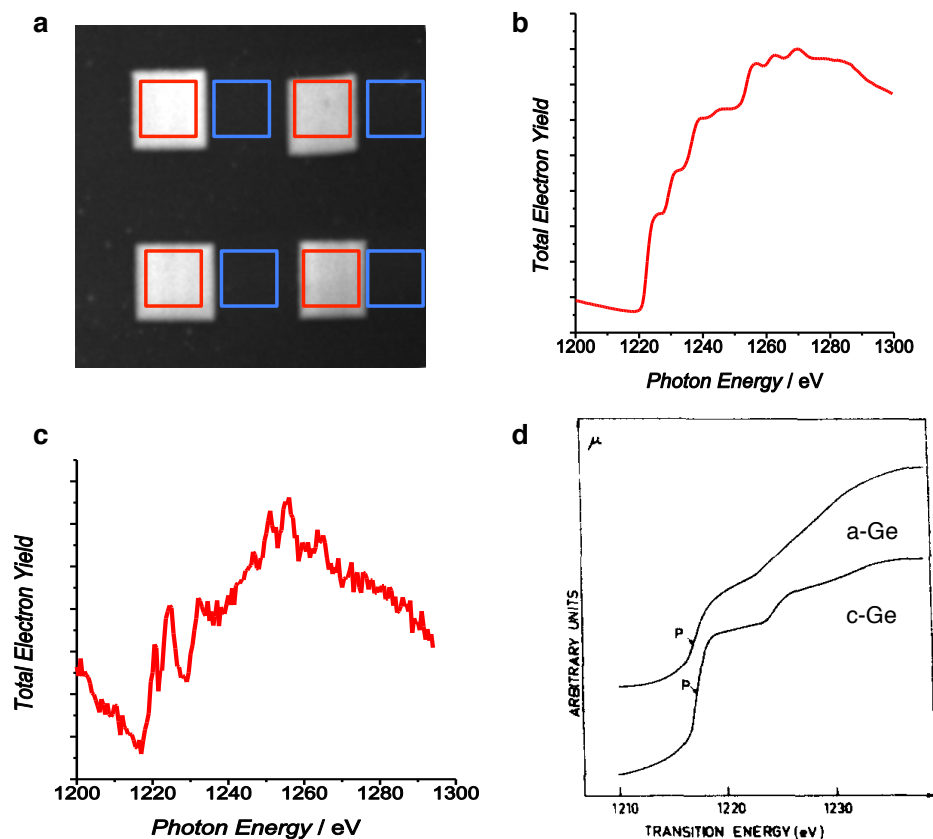 a
b
Total Electron Yield
1200 1220 1240 1260 1280 1300
Photon Energy / eV
c
Total Electron Yield
1200 1220 1240 1260 1280 1300
Photon Energy / eV
d
μ
a-Ge
c-Ge
P
P
ARBITRARY UNITS
1210 1220 1230
TRANSITION ENERGY (eV)